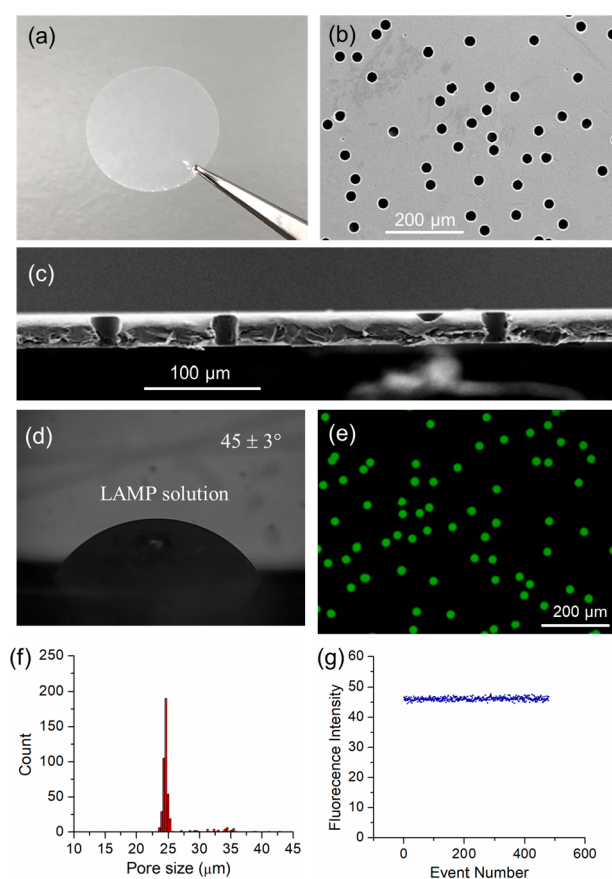 (a)
(b)
200 μm
(c)
100 μm
(d)
45 ± 3°
LAMP solution
(e)
200 μm
(f)
250
200
150
100
50
0
Count
10 15 20 25 30 35 40 45
Pore size (μm)
(g)
60
50
40
30
20
10
0
Fluorecence Intensity
0 200 400 600
Event Number